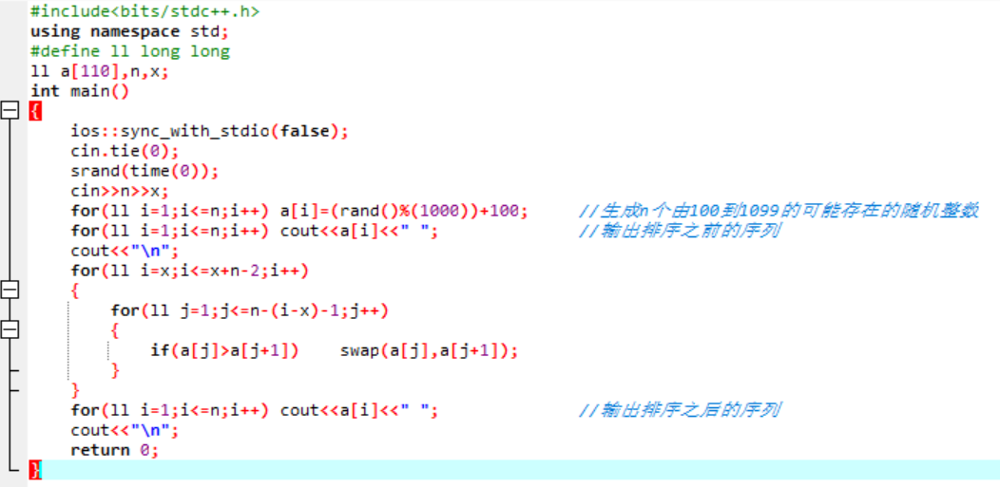 #include<bits/stdc++.h>
using namespace std;
#define ll long long
ll a[110],n,x;
int main()
{
    ios::sync_with_stdio(false);
    cin.tie(0);
    srand(time(0));
    cin>>n>>x;
    for(ll i=1;i<=n;i++) a[i]=(rand()%(1000))+100;     //生成n个由100到1099的可能存在的随机整数
    for(ll i=1;i<=n;i++) cout<<a[i]<<" ";              //输出排序之前的序列
    cout<<"\n";
    for(ll i=x;i<=x+n-2;i++)
    {
        for(ll j=1;j<=n-(i-x)-1;j++)
        {
            if(a[j]>a[j+1])    swap(a[j],a[j+1]);
        }
    }
    for(ll i=1;i<=n;i++) cout<<a[i]<<" ";              //输出排序之后的序列
    cout<<"\n";
    return 0;
}